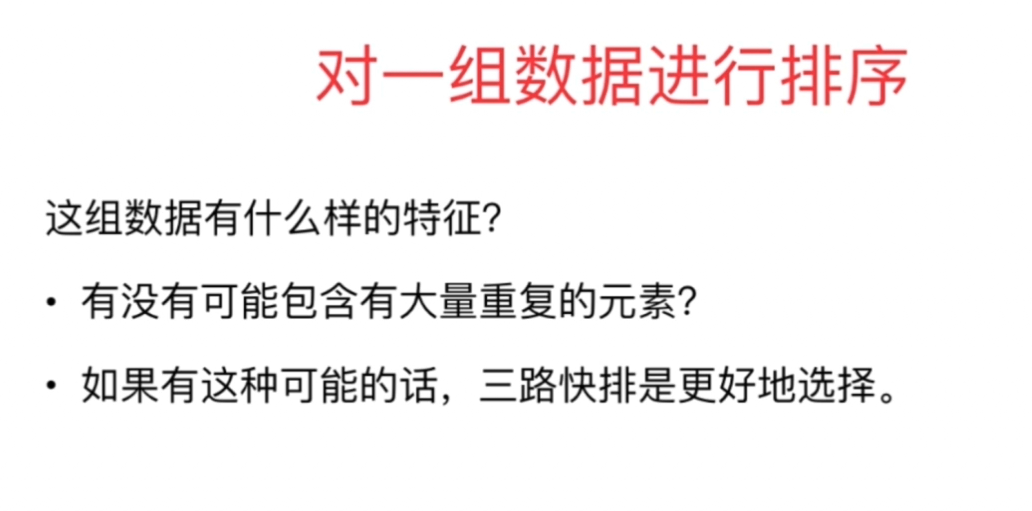 对一组数据进行排序
这组数据有什么样的特征?
• 有没有可能包含有大量重复的元素?
• 如果有这种可能的话，三路快排是更好地选择。